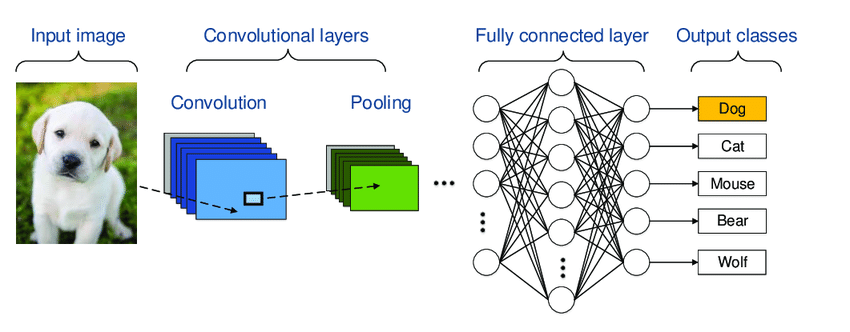 Input image
Convolutional layers
Fully connected layer
Output classes
Convolution
Pooling
Dog
Cat
Mouse
Bear
Wolf